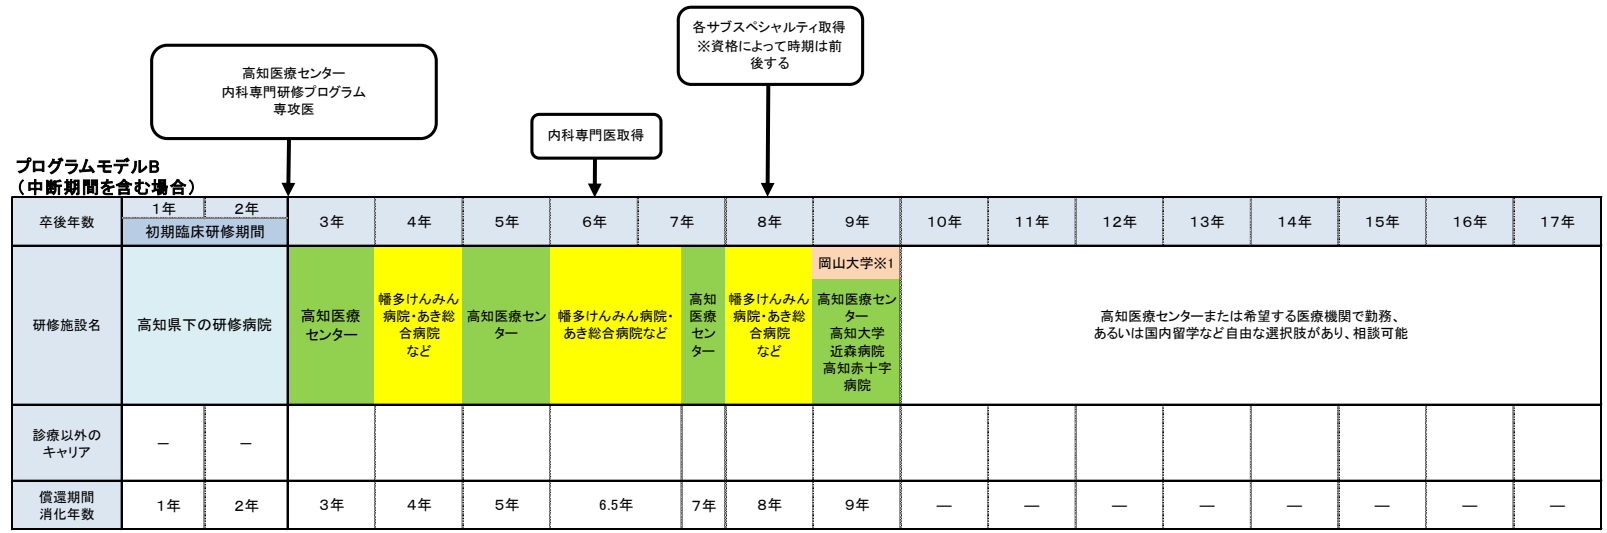 各サブスペシャルティ取得
※資格によって時期は前
後する
高知医療センター
内科専門研修プログラム
専攻医
内科専門医取得
プログラムモデルB
（中断期間を含む場合）
卒後年数
1年
2年
初期臨床研修期間
3年
4年
5年
6年
7年
8年
9年
10年
11年
12年
13年
14年
15年
16年
17年
研修施設名
高知県下の研修病院
高知医療
センター
幡多けんみん
病院・あき総
合病院
など
高知医療セン
ター
幡多けんみん病院・
あき総合病院など
高知
医療
セン
ター
幡多けんみん
病院・あき総
合病院
など
岡山大学※1
高知医療セン
ター
高知大学
近森病院
高知赤十字
病院
高知医療センターまたは希望する医療機関で勤務、
あるいは国内留学など自由な選択肢があり、相談可能
診療以外の
キャリア
－
－
償還期間
消化年数
1年
2年
3年
4年
5年
6.5年
7年
8年
9年
―
―
―
―
―
―
―
―